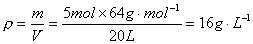 ρ = m/V = (5mol × 64g · mol⁻¹)/20L = 16g · L⁻¹